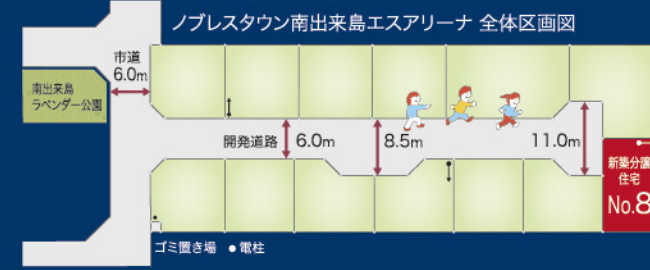 ノブレスタウン南出来島エスアリーナ 全体区画図
市道
6.0m
南出来島
ラベンダー公園
開発道路 6.0m
8.5m
11.0m
新築分譲
住宅
No.8
ゴミ置き場 ●電柱